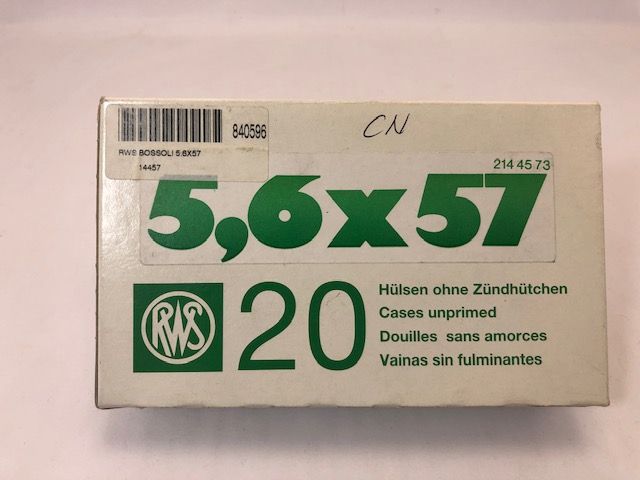 840596
RWS BOSSOLI 5.6X57
14457
CN
214 45 73
5,6x57
RWS
20
Hülsen ohne Zündhütchen
Cases unprimed
Douilles sans amorces
Vainas sin fulminantes